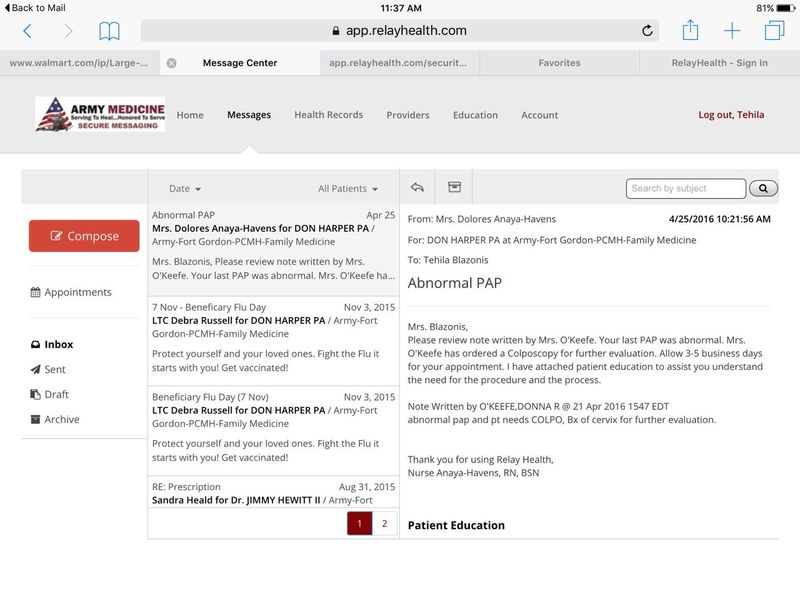 Back to Mail
11:37 AM
81%
app.relayhealth.com
www.walmart.com/ip/Large-...
Message Center
app.relayhealth.com/securit...
Favorites
RelayHealth - Sign In
ARMY MEDICINE
Serving To Heal...Honored To Serve
SECURE MESSAGING
Home
Messages
Health Records
Providers
Education
Account
Log out, Tehila
Compose
Appointments
Inbox
Sent
Draft
Archive
Date
All Patients
Abnormal PAP Apr 25
Mrs. Dolores Anaya-Havens for DON HARPER PA /
Army-Fort Gordon-PCMH-Family Medicine
Mrs. Blazonis, Please review note written by Mrs.
O'Keefe. Your last PAP was abnormal. Mrs. O'Keefe ha...
7 Nov - Beneficary Flu Day Nov 3, 2015
LTC Debra Russell for DON HARPER PA / Army-Fort
Gordon-PCMH-Family Medicine
Protect yourself and your loved ones. Fight the Flu it
starts with you! Get vaccinated!
Beneficiary Flu Day (7 Nov) Nov 3, 2015
LTC Debra Russell for DON HARPER PA / Army-Fort
Gordon-PCMH-Family Medicine
Protect yourself and your loved ones. Fight the Flu it
starts with you! Get vaccinated!
RE: Prescription Aug 31, 2015
Sandra Heald for Dr. JIMMY HEWITT II / Army-Fort
1 2
Search by subject
From: Mrs. Dolores Anaya-Havens 4/25/2016 10:21:56 AM
For: DON HARPER PA at Army-Fort Gordon-PCMH-Family Medicine
To: Tehila Blazonis
Abnormal PAP
Mrs. Blazonis,
Please review note written by Mrs. O'Keefe. Your last PAP was abnormal. Mrs.
O'Keefe has ordered a Colposcopy for further evaluation. Allow 3-5 business days
for your appointment. I have attached patient education to assist you understand
the need for the procedure and the process.
Note Written by O'KEEFE,DONNA R @ 21 Apr 2016 1547 EDT
abnormal pap and pt needs COLPO, Bx of cervix for further evaluation.
Thank you for using Relay Health,
Nurse Anaya-Havens, RN, BSN
Patient Education